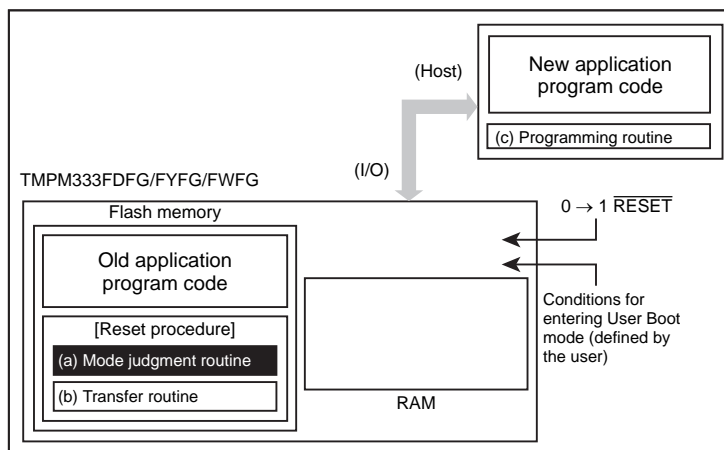 (Host)
New application
program code
(c) Programming routine
(I/O)
TMPM333FDFG/FYFG/FWFG
0 → 1 RESET
Flash memory
Old application
program code
[Reset procedure]
(a) Mode judgment routine
(b) Transfer routine
RAM
Conditions for
entering User Boot
mode (defined by
the user)